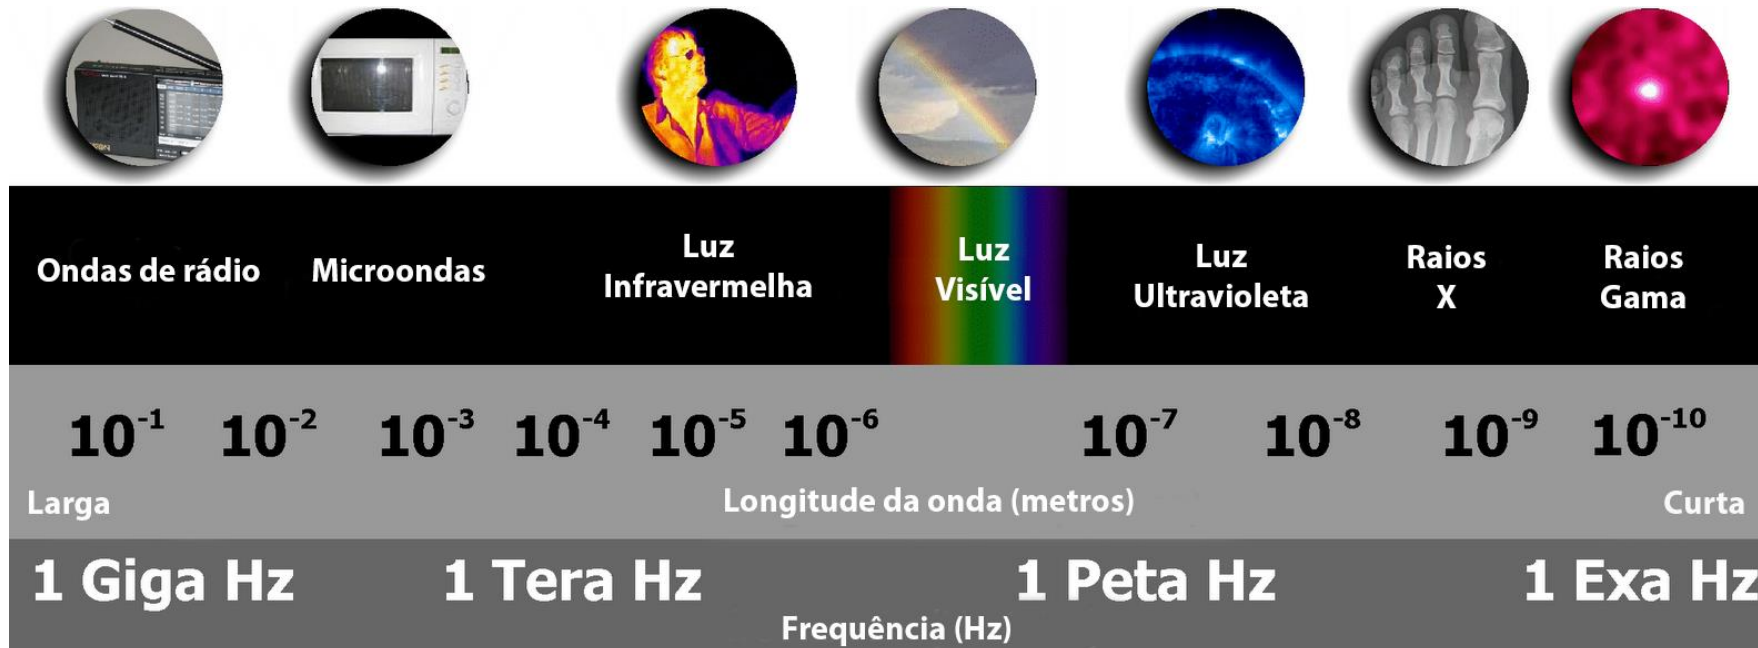 Ondas de rádio
Microondas
Luz
Infravermelha
Luz
Visível
Luz
Ultravioleta
Raios
X
Raios
Gama
10⁻¹ 10⁻² 10⁻³ 10⁻⁴ 10⁻⁵ 10⁻⁶ 10⁻⁷ 10⁻⁸ 10⁻⁹ 10⁻¹⁰
Larga Longitude da onda (metros) Curta
1 Giga Hz 1 Tera Hz 1 Peta Hz 1 Exa Hz
Frequência (Hz)